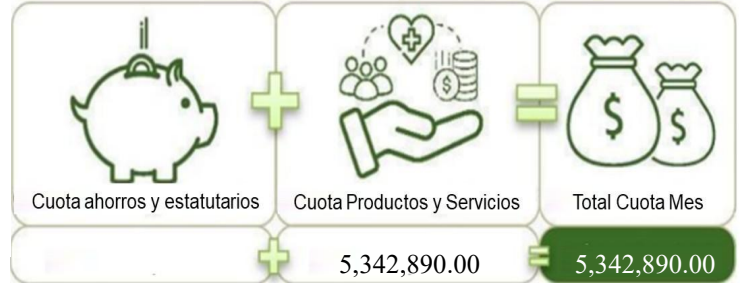 Cuota ahorros y estatutarios
Cuota Productos y Servicios
Total Cuota Mes
5,342,890.00
5,342,890.00